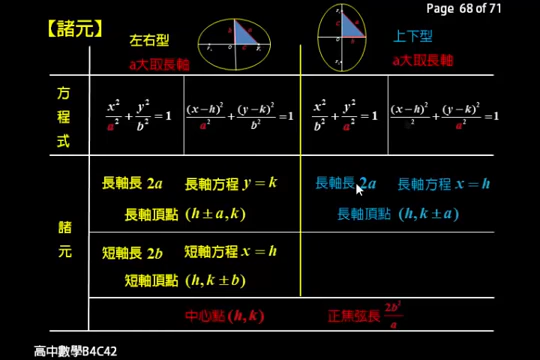 Page 68 of 71
【諸元】
左右型
a大取長軸
上下型
a大取長軸
方程式
x²/a² + y²/b² = 1
(x−h)²/a² + (y−k)²/b² = 1
x²/b² + y²/a² = 1
(x−h)²/² + (y−k)²/a² = 1
諸元
長軸長 2a 長軸方程 y = k
長軸頂點 (h ± a, k)
長軸長 2a 長軸方程 x = h
長軸頂點 (h, k ± a)
短軸長 2b 短軸方程 x = h
短軸頂點 (h, k ± b)
中心點 (h, k)
正焦弦長 2b²/a
高中數學B4C42